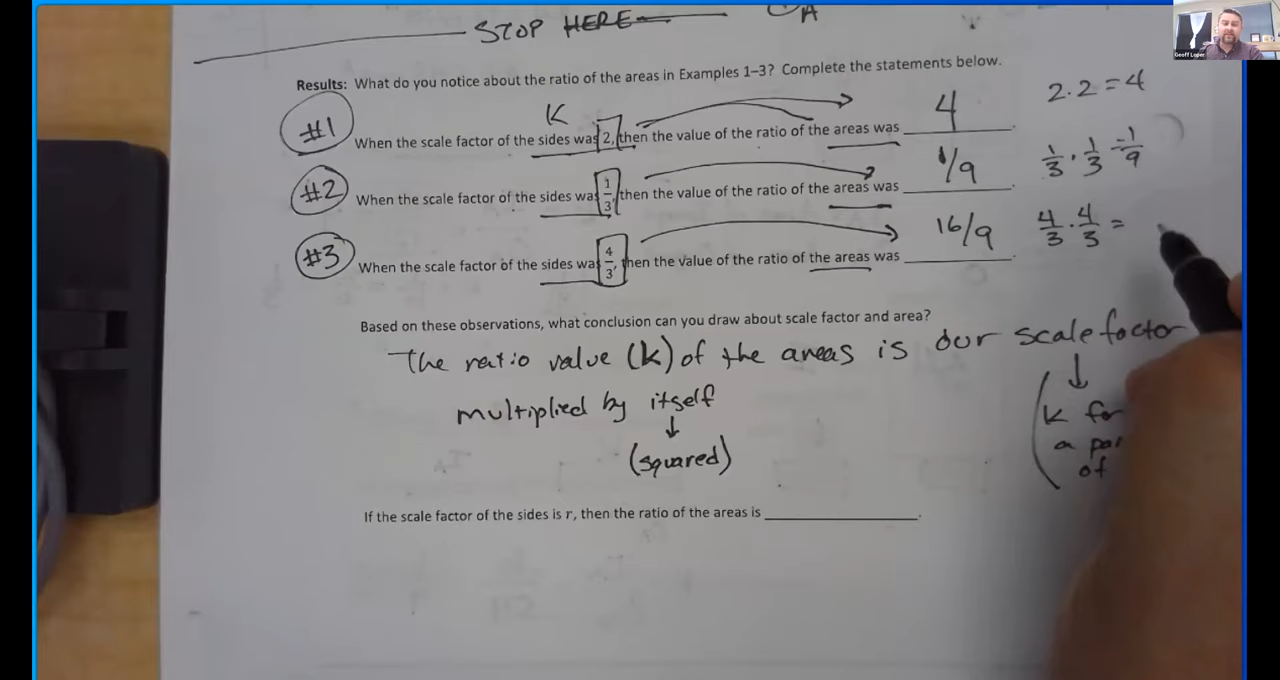 STOP HERE
A
Geoff Loper
Results: What do you notice about the ratio of the areas in Examples 1–3? Complete the statements below.
#1 K
When the scale factor of the sides was 2, then the value of the ratio of the areas was 4. 2·2=4
#2 When the scale factor of the sides was 1/3, then the value of the ratio of the areas was 1/9. 1/3 · 1/3 = 1/9
#3 When the scale factor of the sides was 4/3, then the value of the ratio of the areas was 16/9. 4/3 · 4/3 =
Based on these observations, what conclusion can you draw about scale factor and area?
The ratio value (K) of the areas is our scale factor
multiplied by itself
(squared)
k for
a
of
If the scale factor of the sides is r, then the ratio of the areas is ____________.